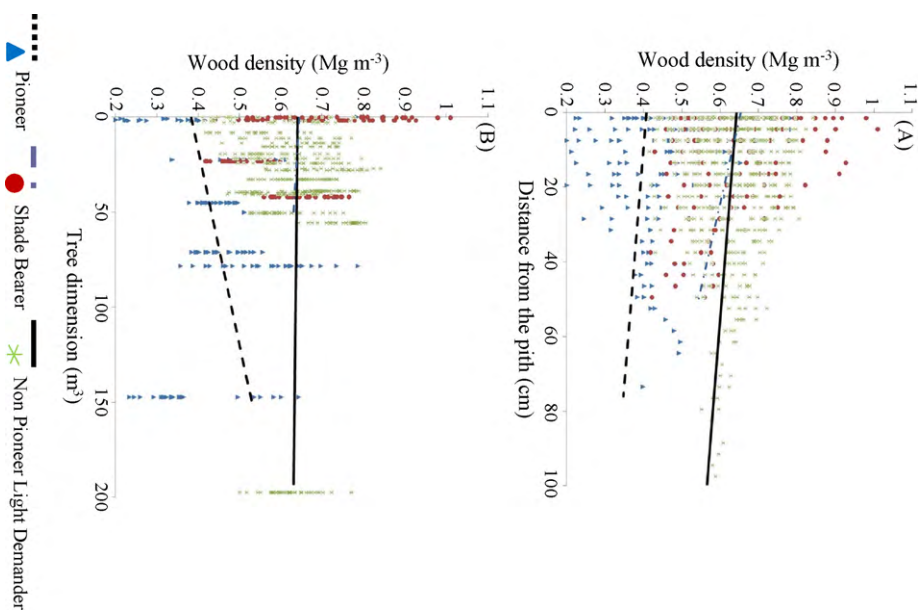 (A)
Wood density (Mg m⁻³)
1.1
1
0.9
0.8
0.7
0.6
0.5
0.4
0.3
0.2
0 20 40 60 80 100
Distance from the pith (cm)
(B)
Wood density (Mg m⁻³)
1.1
1
0.9
0.8
0.7
0.6
0.5
0.4
0.3
0.2
0 50 100 150 200
Tree dimension (m³)
Pioneer Shade Bearer Non Pioneer Light Demander